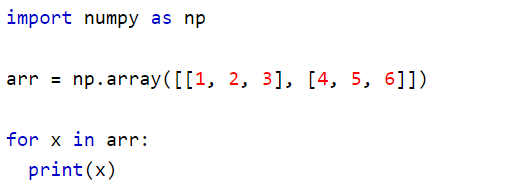 import numpy as np
arr = np.array([[1, 2, 3], [4, 5, 6]])
for x in arr:
  print(x)